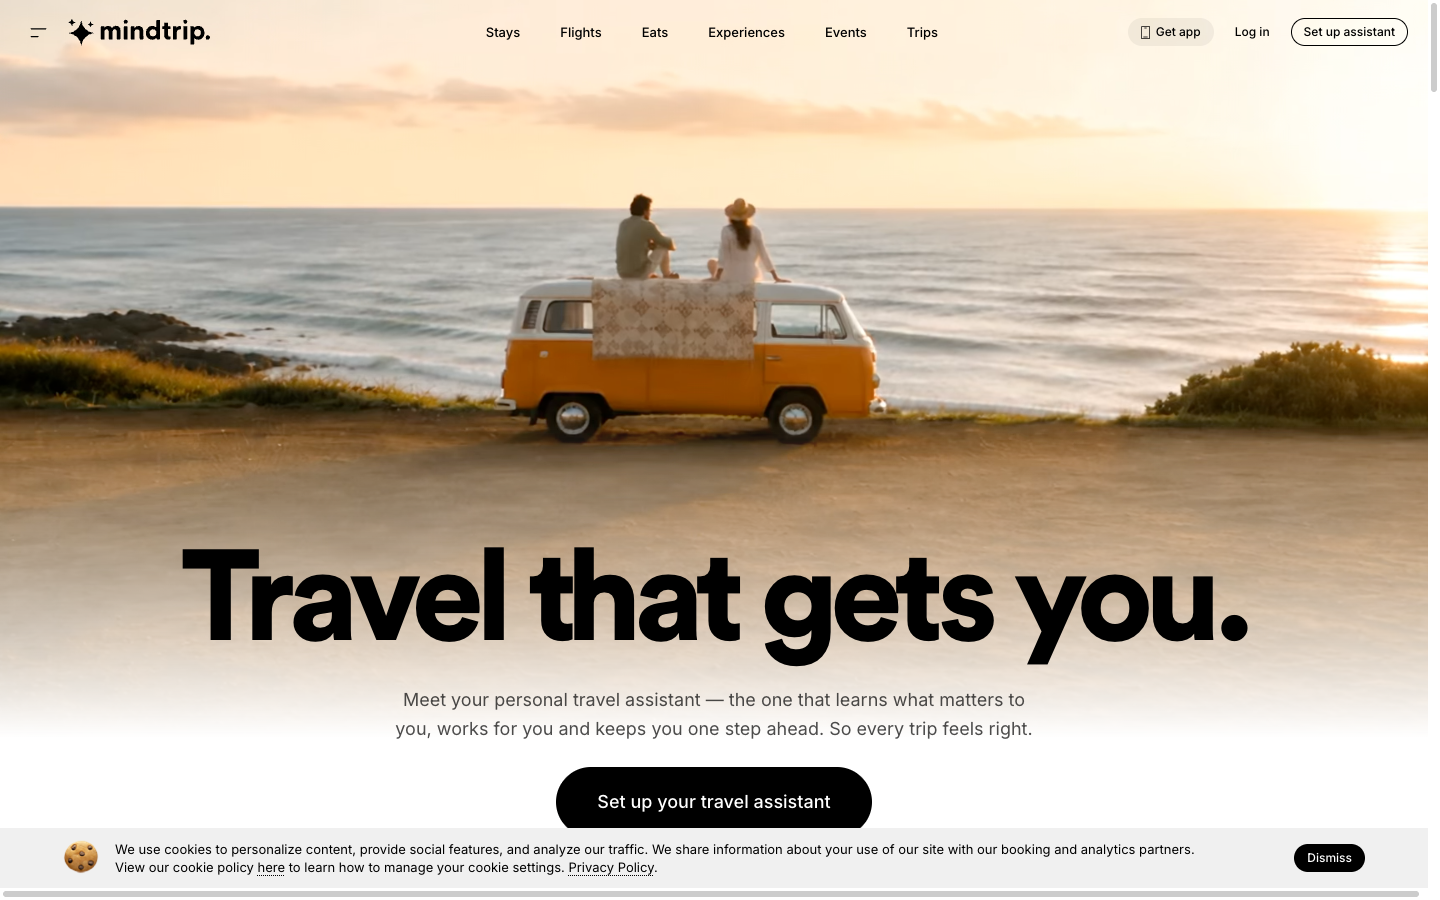 mindtrip.
Stays
Flights
Eats
Experiences
Events
Trips
Get app
Log in
Set up assistant
Travel that gets you.
Meet your personal travel assistant — the one that learns what matters to
you, works for you and keeps you one step ahead. So every trip feels right.
Set up your travel assistant
We use cookies to personalize content, provide social features, and analyze our traffic. We share information about your use of our site with our booking and analytics partners.
View our cookie policy here to learn how to manage your cookie settings. Privacy Policy.
Dismiss